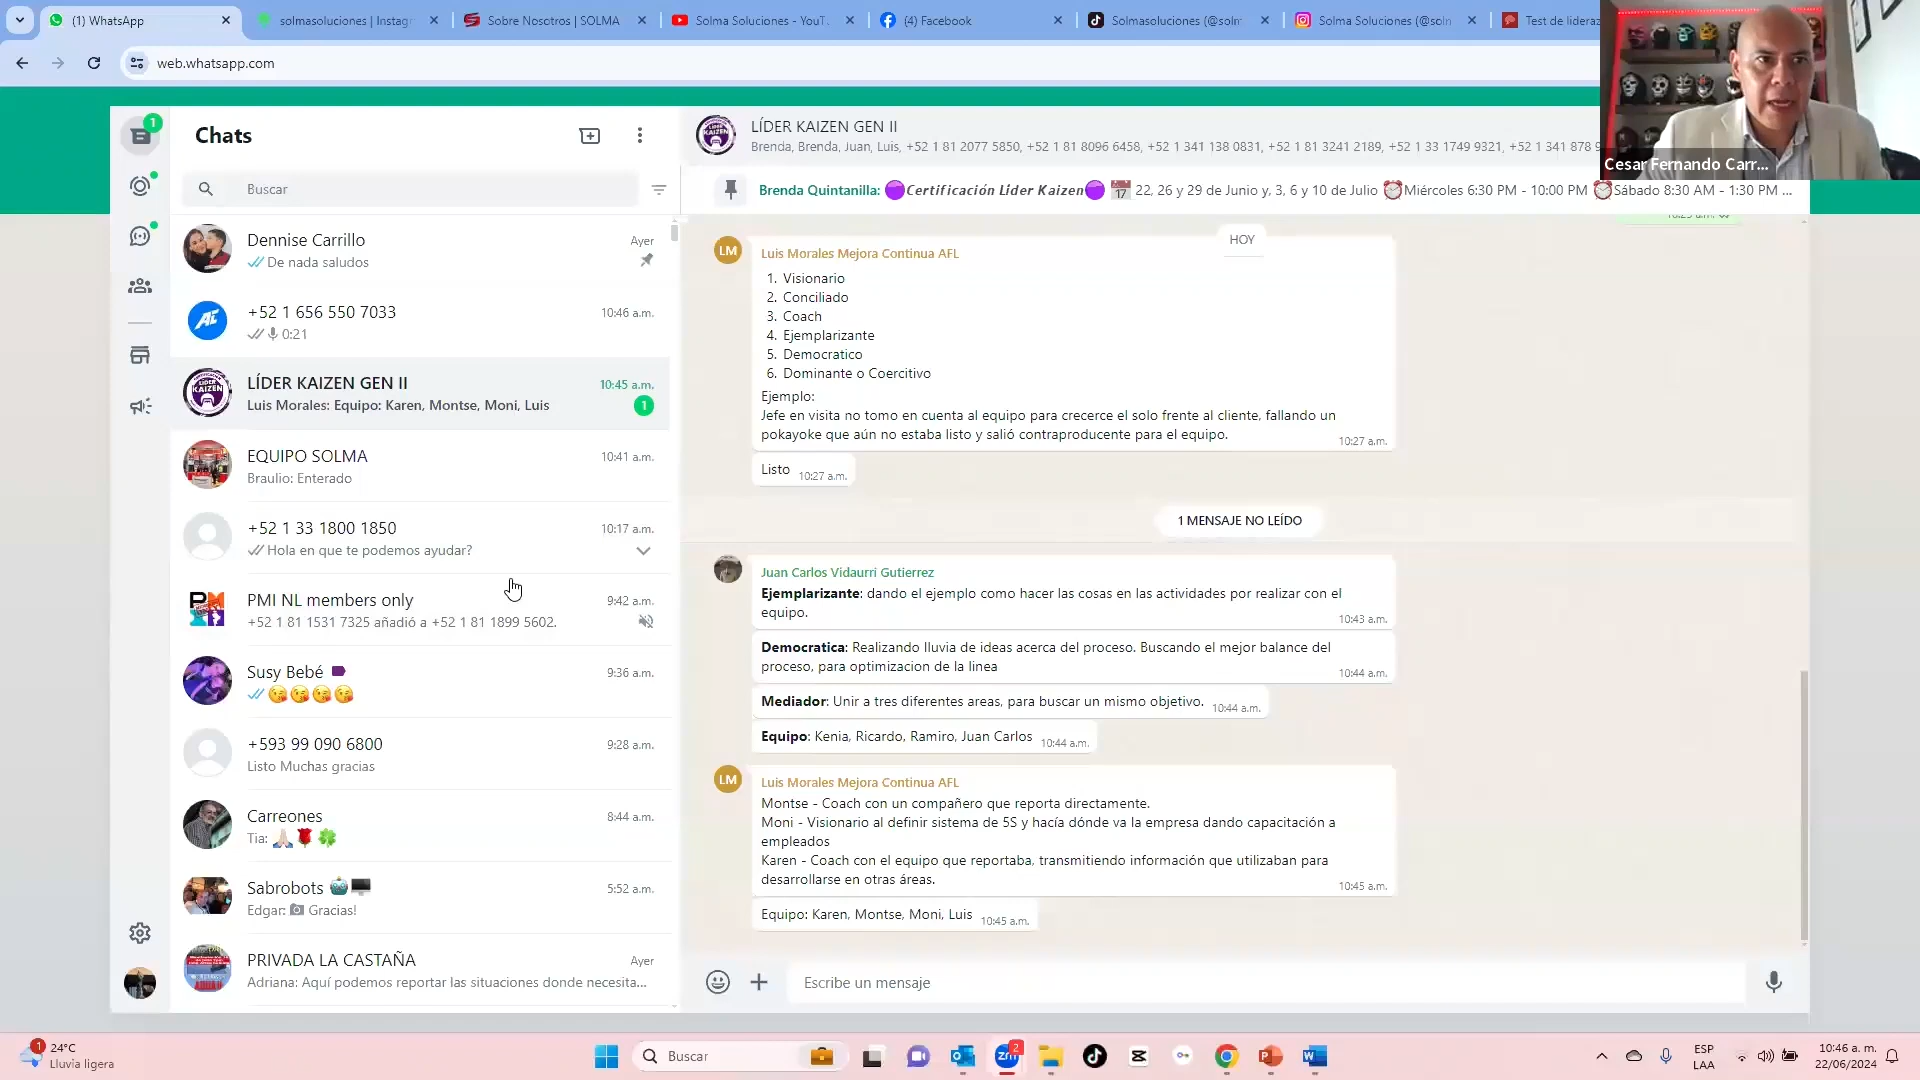 (1) WhatsApp
solmasoluciones | Instagr
Sobre Nosotros | SOLMA
Solma Soluciones - YouT
(4) Facebook
Solmasoluciones (@soln
Solma Soluciones (@soln
Test de lideraz
web.whatsapp.com
Cesar Fernando Carr...
1
Chats
Buscar
LÍDER KAIZEN GEN II
Brenda, Brenda, Juan, Luis, +52 1 81 2077 5850, +52 1 81 8096 6458, +52 1 341 138 0831, +52 1 81 3241 2189, +52 1 33 1749 9321, +52 1 341 878 9
Brenda Quintanilla: 🟣Certificación Lider Kaizen🟣 📅 22, 26 y 29 de Junio y, 3, 6 y 10 de Julio ⏰Miércoles 6:30 PM - 10:00 PM ⏰Sábado 8:30 AM - 1:30 PM ...
Dennise Carrillo
Ayer
De nada saludos
+52 1 656 550 7033
10:46 a.m.
0:21
LÍDER KAIZEN GEN II
10:45 a.m.
Luis Morales: Equipo: Karen, Montse, Moni, Luis
1
EQUIPO SOLMA
10:41 a.m.
Braulio: Enterado
+52 1 33 1800 1850
10:17 a.m.
Hola en que te podemos ayudar?
PMI NL members only
9:42 a.m.
+52 1 81 1531 7325 añadió a +52 1 81 1899 5602.
Susy Bebé
9:36 a.m.
😘😘😘😘
+593 99 090 6800
9:28 a.m.
Listo Muchas gracias
Carreones
8:44 a.m.
Tia: 🙏🏻🌹🍀
Sabrobots 🤖🖥️
5:52 a.m.
Edgar: 📷 Gracias!
PRIVADA LA CASTAÑA
Ayer
Adriana: Aquí podemos reportar las situaciones donde necesita...
HOY
LM
Luis Morales Mejora Continua AFL
1. Visionario
2. Conciliado
3. Coach
4. Ejemplarizante
5. Democratico
6. Dominante o Coercitivo
Ejemplo:
Jefe en visita no tomo en cuenta al equipo para crecerce el solo frente al cliente, fallando un
pokayoke que aún no estaba listo y salió contraproducente para el equipo.
10:27 a.m.
Listo 10:27 a.m.
1 MENSAJE NO LEÍDO
Juan Carlos Vidaurri Gutierrez
Ejemplarizante: dando el ejemplo como hacer las cosas en las actividades por realizar con el
equipo.
10:43 a.m.
Democratica: Realizando lluvia de ideas acerca del proceso. Buscando el mejor balance del
proceso, para optimizacion de la linea
10:44 a.m.
Mediador: Unir a tres diferentes areas, para buscar un mismo objetivo. 10:44 a.m.
Equipo: Kenia, Ricardo, Ramiro, Juan Carlos 10:44 a.m.
LM
Luis Morales Mejora Continua AFL
Montse - Coach con un compañero que reporta directamente.
Moni - Visionario al definir sistema de 5S y hacía dónde va la empresa dando capacitación a
empleados
Karen - Coach con el equipo que reportaba, transmitiendo información que utilizaban para
desarrollarse en otras áreas.
10:45 a.m.
Equipo: Karen, Montse, Moni, Luis 10:45 a.m.
Escribe un mensaje
1
24°C
Lluvia ligera
Buscar
zm
2
ESP
LAA
10:46 a. m.
22/06/2024